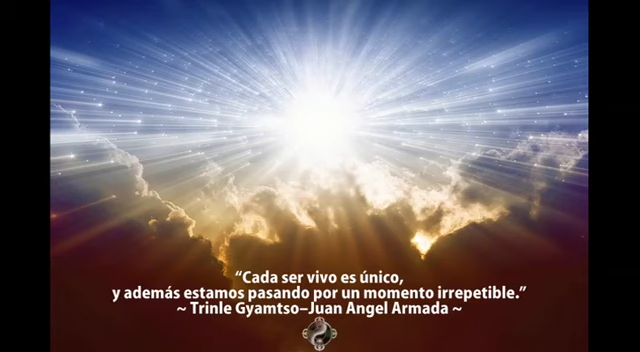 “Cada ser vivo es único,
y además estamos pasando por un momento irrepetible.”
~ Trinle Gyamtso–Juan Angel Armada ~